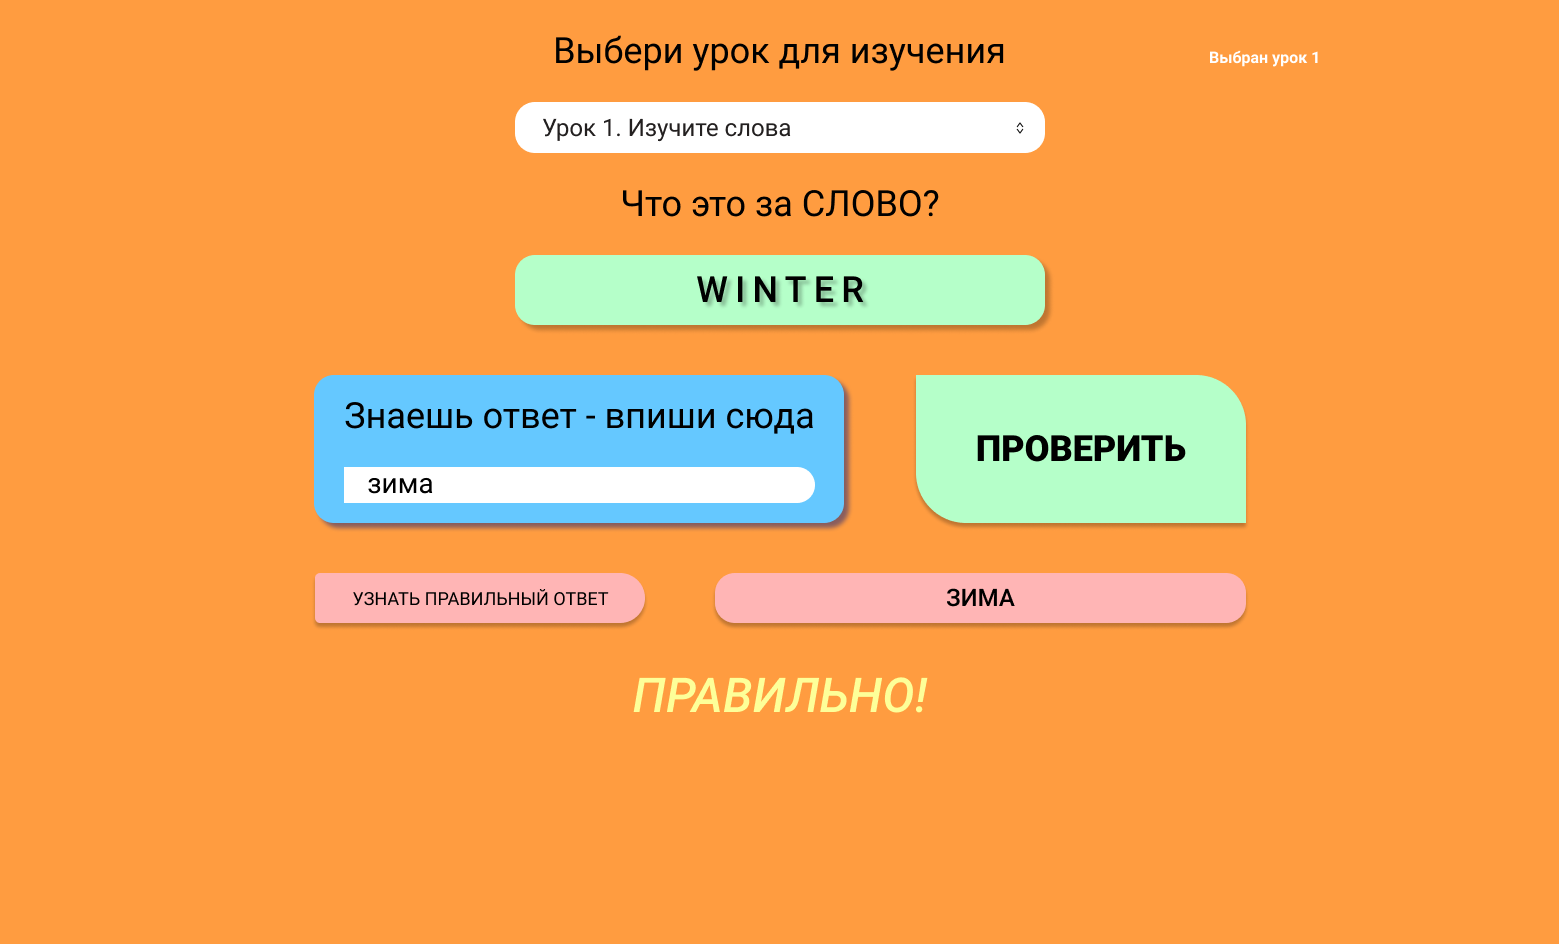 Выбери урок для изучения
Выбран урок 1
Урок 1. Изучите слова
Что это за СЛОВО?
WINTER
Знаешь ответ - впиши сюда
зима
ПРОВЕРИТЬ
УЗНАТЬ ПРАВИЛЬНЫЙ ОТВЕТ
ЗИМА
ПРАВИЛЬНО!